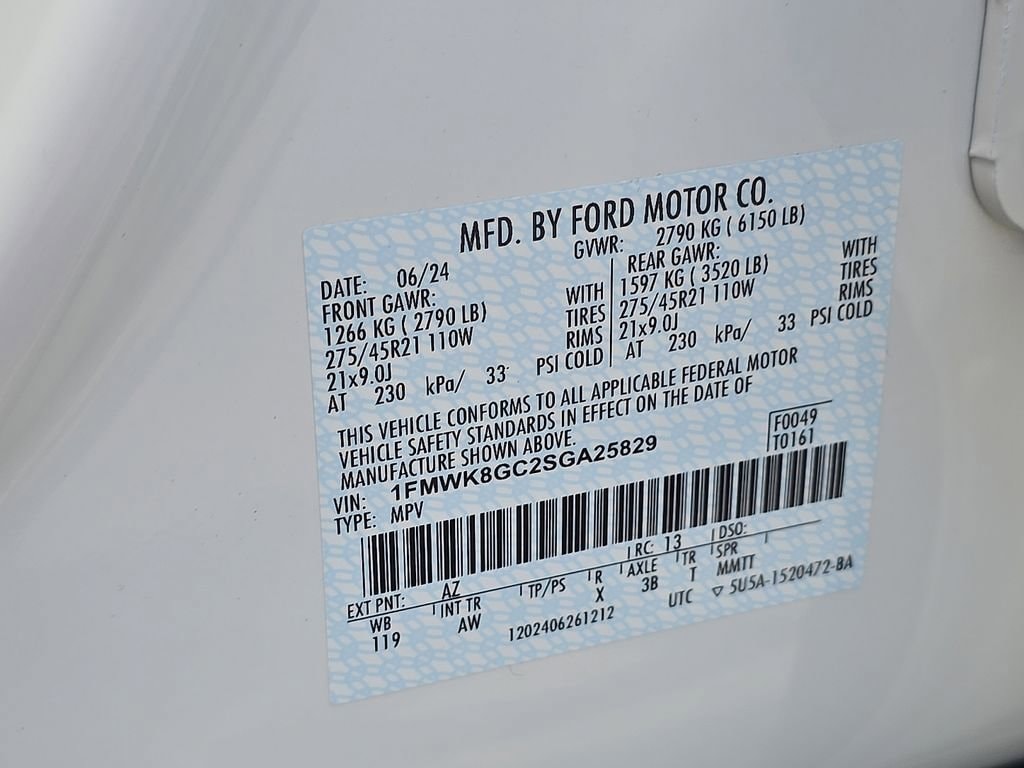 MFD. BY FORD MOTOR CO.
DATE: 06/24 GVWR: 2790 KG ( 6150 LB)
FRONT GAWR: REAR GAWR:
1266 KG ( 2790 LB) WITH 1597 KG ( 3520 LB) WITH
275/45R21 110W TIRES 275/45R21 110W TIRES
21x9.0J RIMS 21x9.0J RIMS
AT 230 kPa/ 33 PSI COLD AT 230 kPa/ 33 PSI COLD
THIS VEHICLE CONFORMS TO ALL APPLICABLE FEDERAL MOTOR
VEHICLE SAFETY STANDARDS IN EFFECT ON THE DATE OF
MANUFACTURE SHOWN ABOVE.
F0049
VIN: 1FMWK8GC2SGA25829
T0161
TYPE: MPV
EXT PNT: AZ RC: 13 DSO:
WB INT TR TP/PS R AXLE TR SPR
119 AW X 3B T MMTT
1202406261212 UTC ▽ 5U5A-1520472-BA